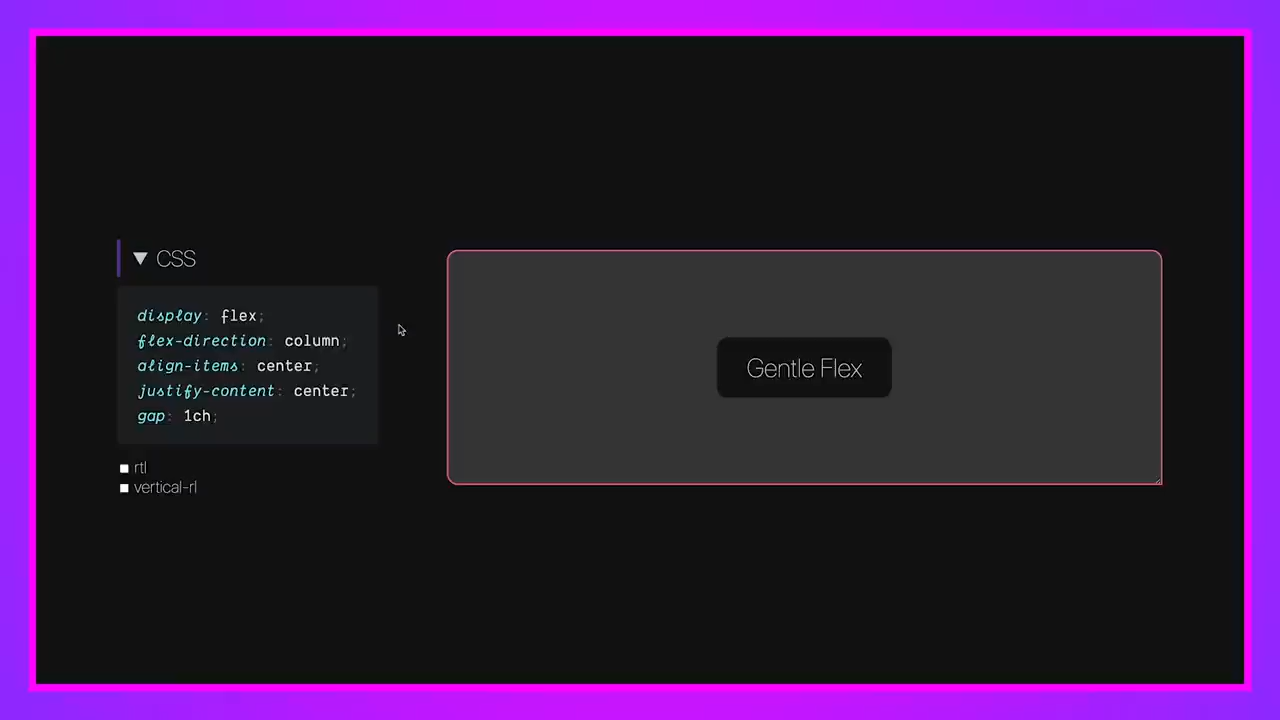 CSS
display: flex;
flex-direction: column;
align-items: center;
justify-content: center;
gap: 1ch;
rtl
vertical-rl
Gentle Flex